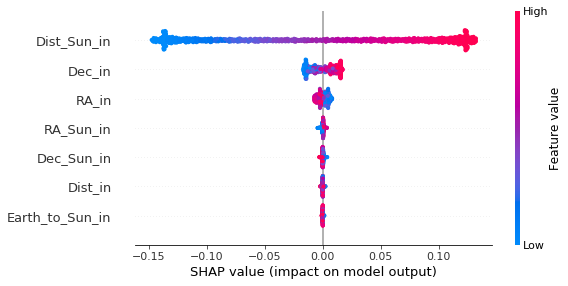 High
Dist_Sun_in
Dec_in
RA_in
RA_Sun_in
Dec_Sun_in
Dist_in
Earth_to_Sun_in
Feature value
Low
−0.15 −0.10 −0.05 0.00 0.05 0.10
SHAP value (impact on model output)